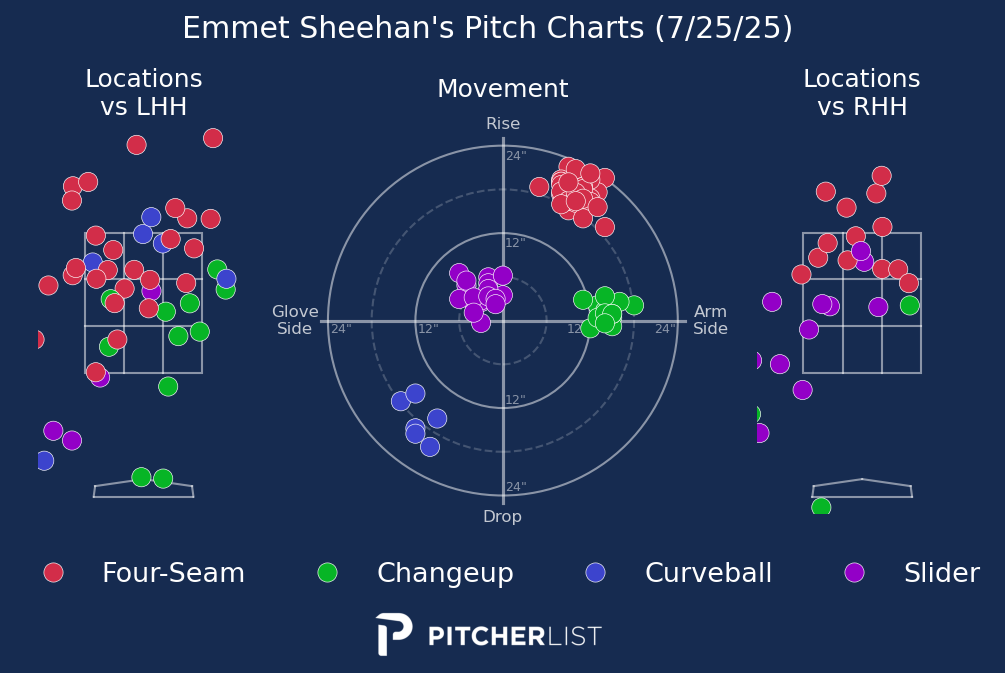 Emmet Sheehan's Pitch Charts (7/25/25)
Locations
vs LHH
Movement
Locations
vs RHH
Rise
24"
12"
Glove
Side
24"
12"
12"
24"
Arm
Side
12"
24"
Drop
Four-Seam
Changeup
Curveball
Slider
PITCHERLIST